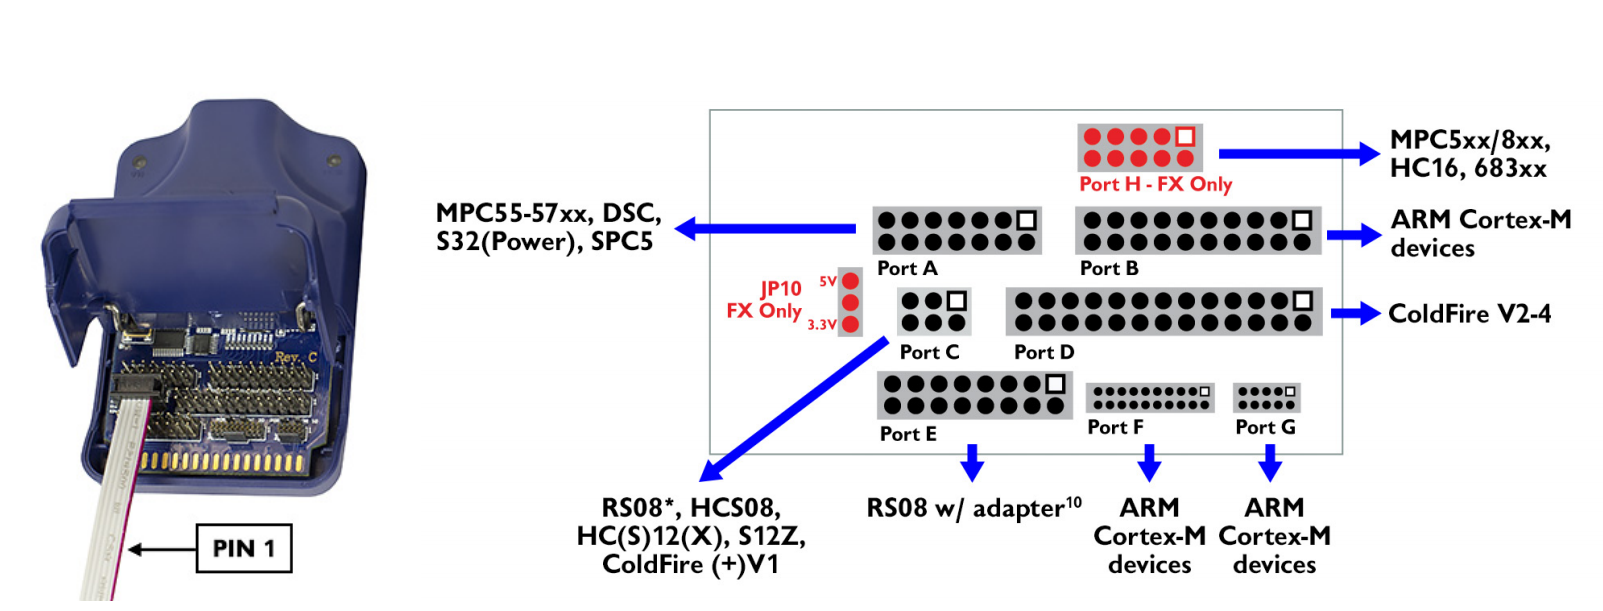 Rev. C
PIN 1
MPC5xx/8xx,
HC16, 683xx
Port H - FX Only
MPC55-57xx, DSC,
S32(Power), SPC5
ARM Cortex-M
devices
Port A
Port B
5V
JP10
FX Only
3.3V
ColdFire V2-4
Port C
Port D
Port E
Port F
Port G
RS08*, HCS08,
HC(S)12(X), S12Z,
ColdFire (+)V1
RS08 w/ adapter¹⁰
ARM
Cortex-M
devices
ARM
Cortex-M
devices